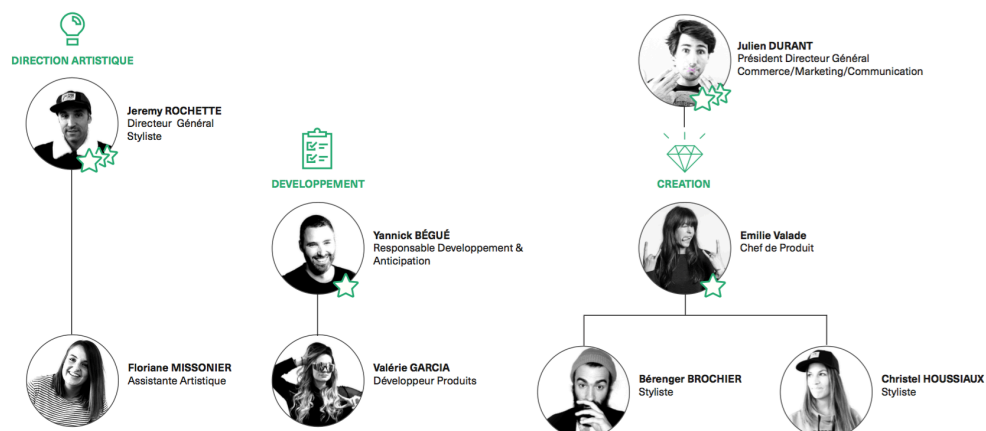 DIRECTION ARTISTIQUE
Jeremy ROCHETTE
Directeur Général
Styliste
Floriane MISSONIER
Assistante Artistique
DEVELOPPEMENT
Yannick BÉGUÉ
Responsable Developpement &
Anticipation
Valérie GARCIA
Développeur Produits
Julien DURANT
Président Directeur Général
Commerce/Marketing/Communication
CREATION
Emilie Valade
Chef de Produit
Bérenger BROCHIER
Styliste
Christel HOUSSIAUX
Styliste